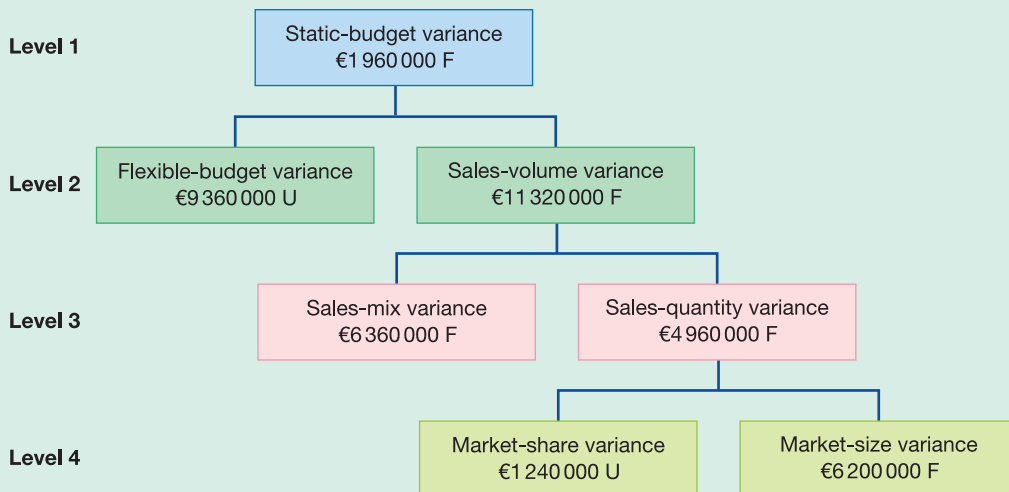 Level 1
Static-budget variance
€1 960 000 F
Level 2
Flexible-budget variance
€9 360 000 U
Sales-volume variance
€11 320 000 F
Level 3
Sales-mix variance
€6 360 000 F
Sales-quantity variance
€4 960 000 F
Level 4
Market-share variance
€1 240 000 U
Market-size variance
€6 200 000 F